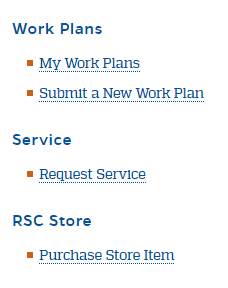 Work Plans
My Work Plans
Submit a New Work Plan
Service
Request Service
RSC Store
Purchase Store Item